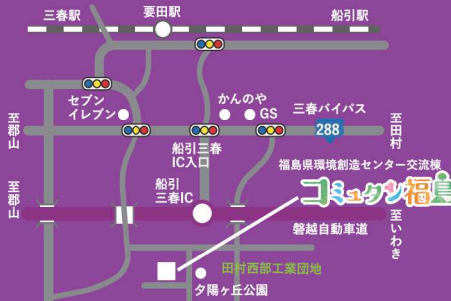 三春駅
要田駅
船引駅
セブン
イレブン
かんのや
GS
三春バイパス
288
至郡山
至田村
船引三春
IC入口
福島県環境創造センター交流棟
コミュタン福島
至郡山
船引
三春IC
磐越自動車道
至いわき
田村西部工業団地
夕陽ヶ丘公園